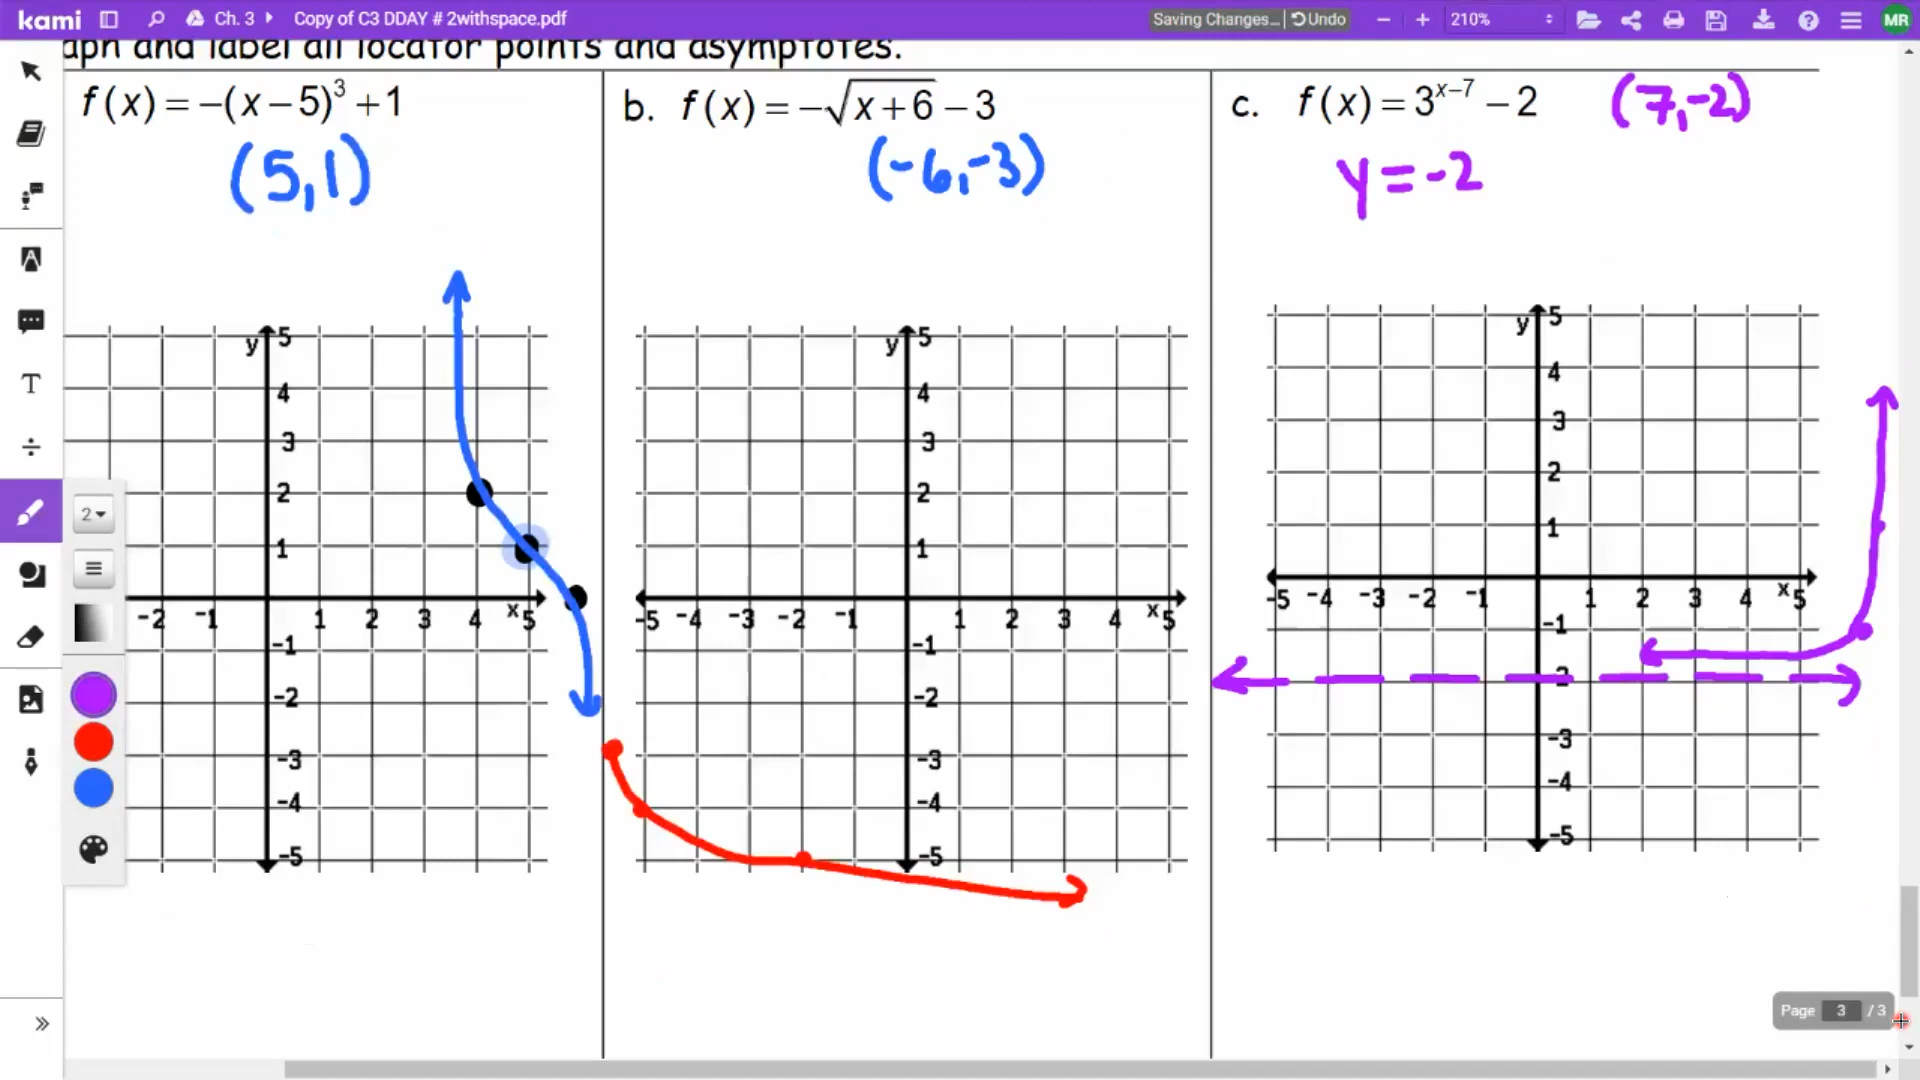 kami Ch. 3 Copy of C3 DDAY # 2withspace.pdf Saving Changes... Undo 210% MR
aph and label all locator points and asymptotes.
f(x) = -(x-5)³+1
(5,1)
y
5
4
3
2
1
-2 -1 1 2 3 x 5
-1
-2
-3
-4
-5
b. f(x) = -√x+6 - 3
(-6,-3)
y
5
4
3
2
1
-5 -4 -3 -2 -1 1 2 3 4 x 5
-1
-2
-3
-4
-5
c. f(x) = 3ˣ⁻⁷ - 2 (7,-2)
y=-2
y
5
4
3
2
1
-5 -4 -3 -2 -1 1 2 3 4 x 5
-1
-2
-3
-4
-5
T
2
Page 3 / 3